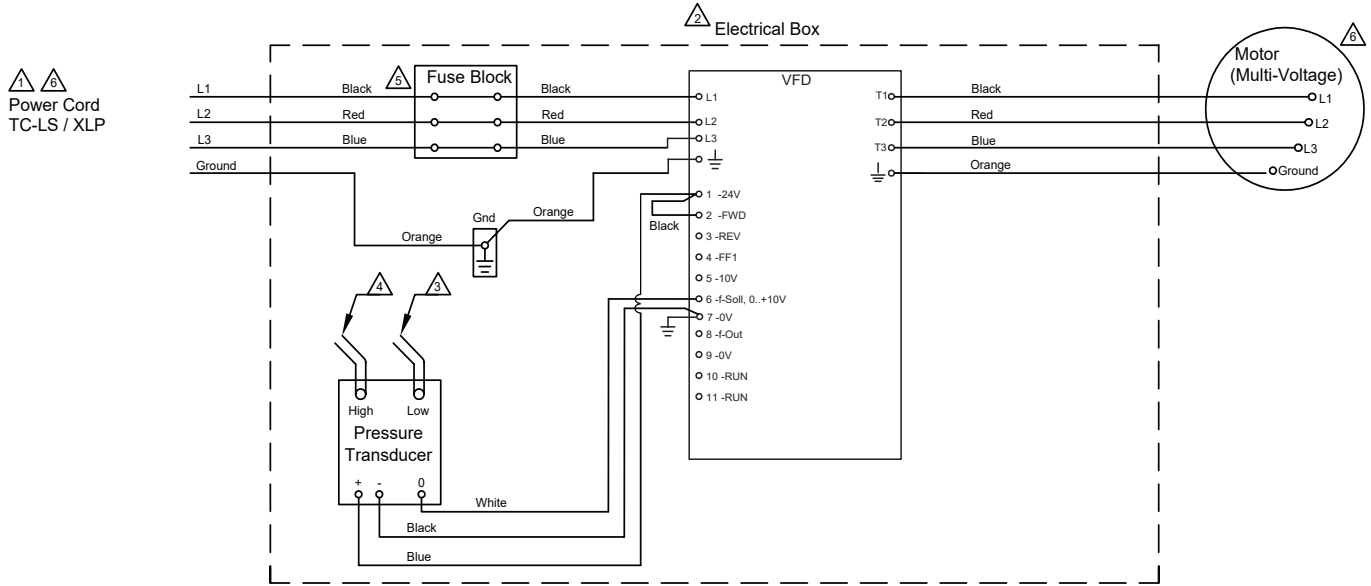 2
Electrical Box
6
Motor
(Multi-Voltage)
1 6
Power Cord
TC-LS / XLP
5
Fuse Block
VFD
L1 Black Black L1 T1 Black L1
L2 Red Red L2 T2 Red L2
L3 Blue Blue L3 T3 Blue L3
Ground Orange Ground
1 -24V
Gnd Orange Black 2 -FWD
Orange 3 -REV
4 -FF1
5 -10V
4 3
6 -f-Soll, 0..+10V
7 -0V
8 -f-Out
9 -0V
10 -RUN
11 -RUN
High Low
Pressure
Transducer
+ - 0
White
Black
Blue